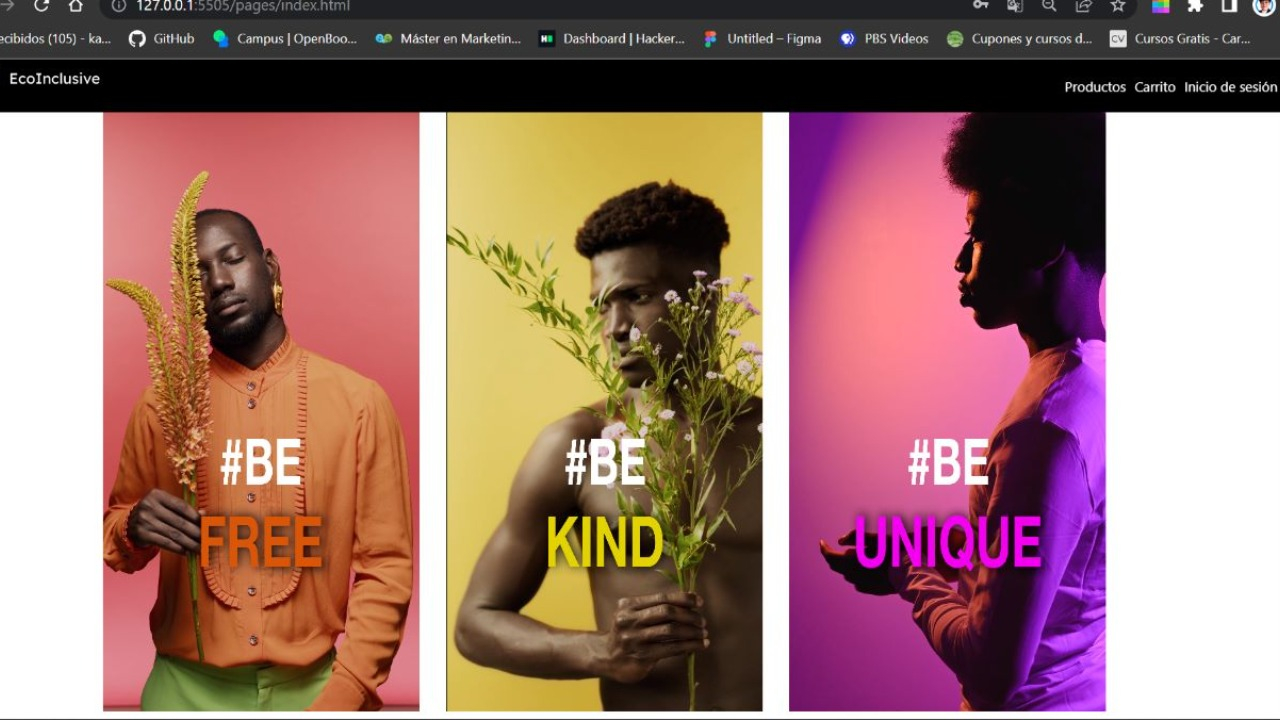 127.0.0.1:5505/pages/index.html
ecibidos (105) - ka...
GitHub
Campus | OpenBoo...
Máster en Marketin...
Dashboard | Hacker...
Untitled – Figma
PBS Videos
Cupones y cursos d...
CV
Cursos Gratis - Car...
EcoInclusive
Productos Carrito Inicio de sesión
#BE
FREE
#BE
KIND
#BE
UNIQUE